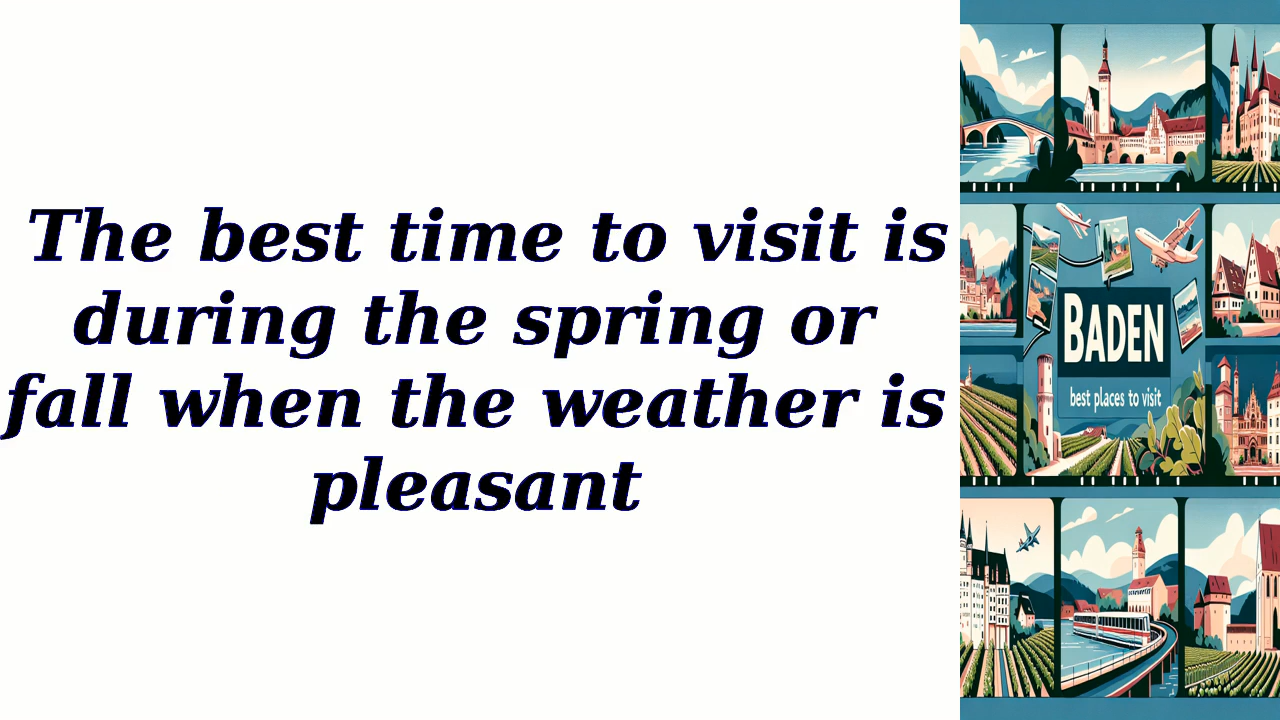 The best time to visit is
during the spring or
fall when the weather is
pleasant
BADEN
best places to visit